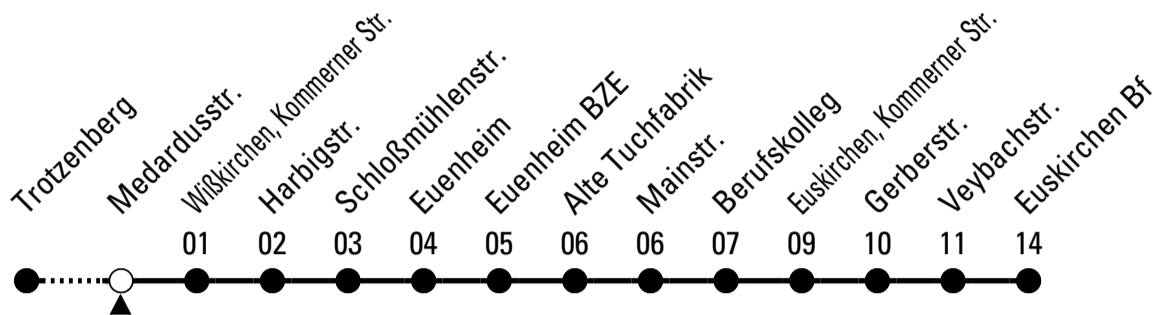 Trotzenberg
Medardusstr.
Wißkirchen, Kommerner Str.
Harbigstr.
Schloßmühlenstr.
Euenheim
Euenheim BZE
Alte Tuchfabrik
Mainstr.
Berufskolleg
Euskirchen, Kommerner Str.
Gerberstr.
Veybachstr.
Euskirchen Bf
01 02 03 04 05 06 06 07 09 10 11 14